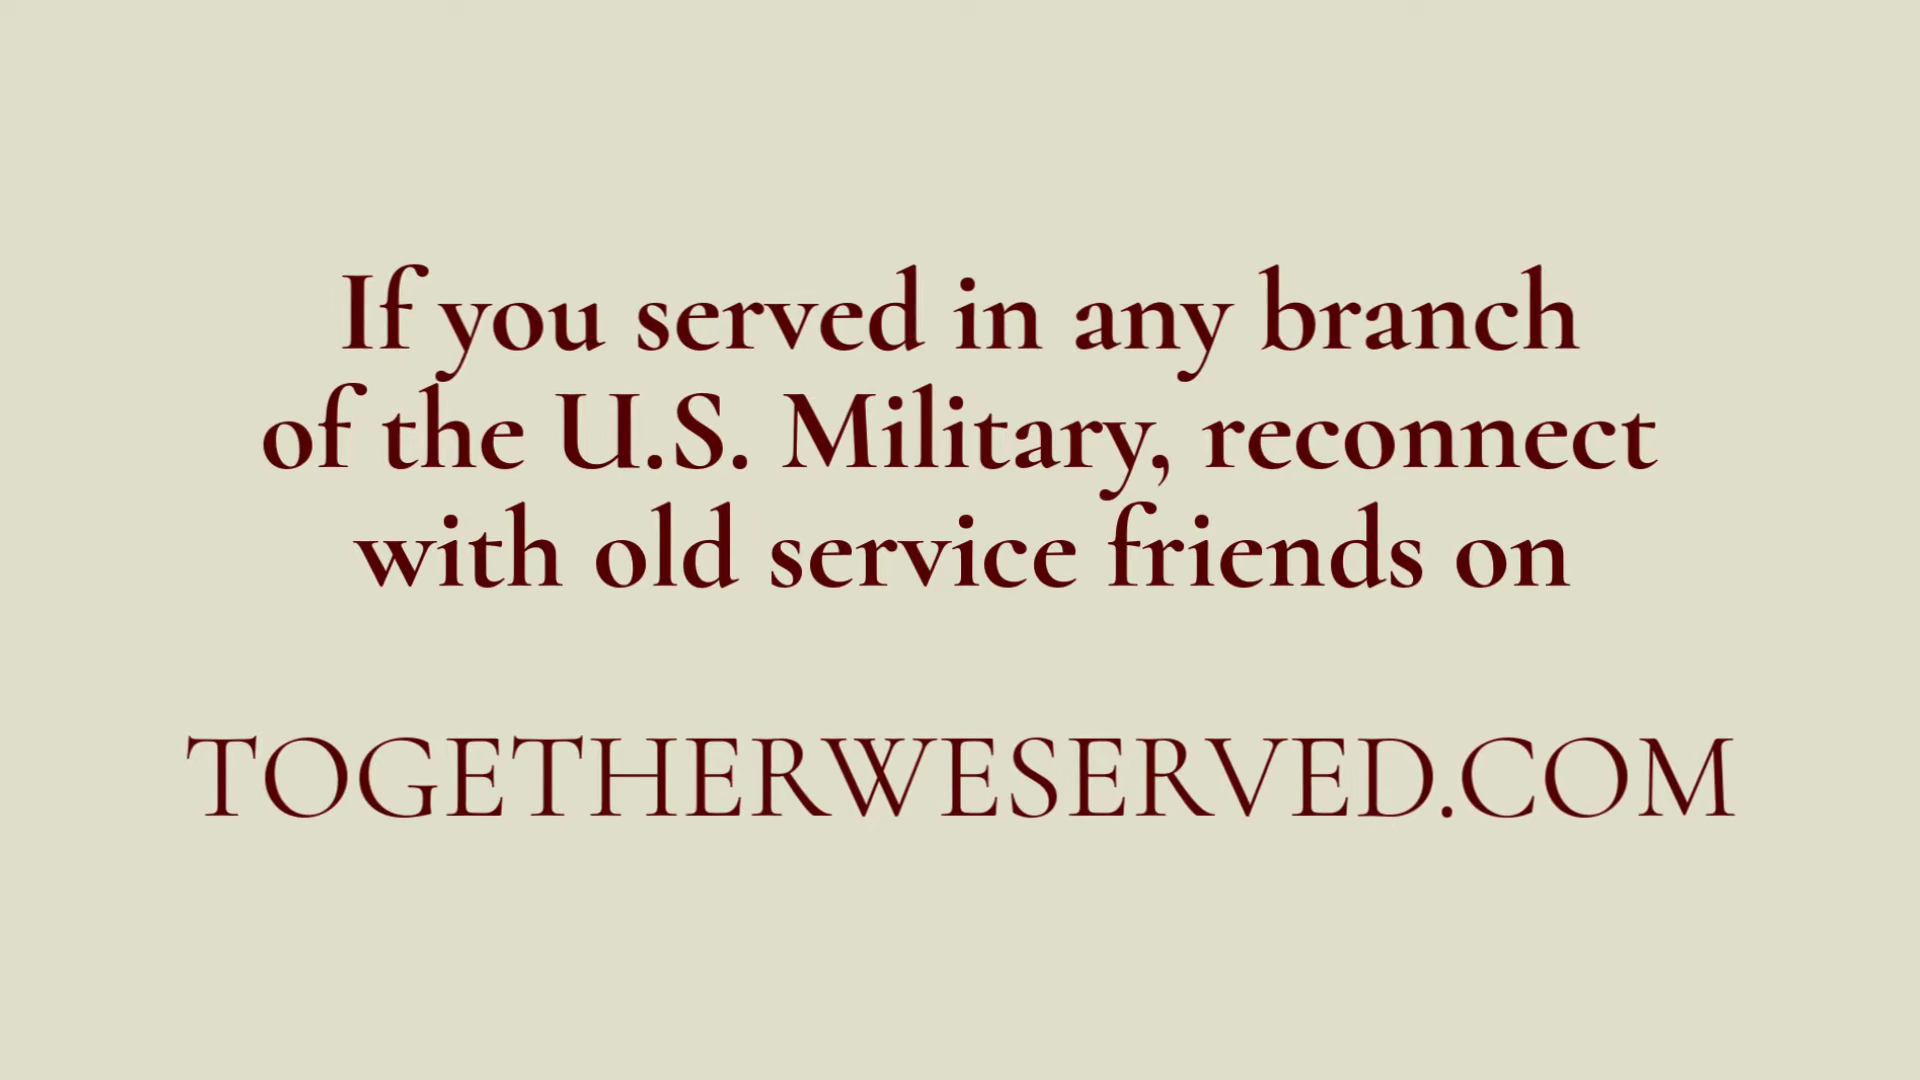 If you served in any branch
of the U.S. Military, reconnect
with old service friends on
TOGETHERWESERVED.COM